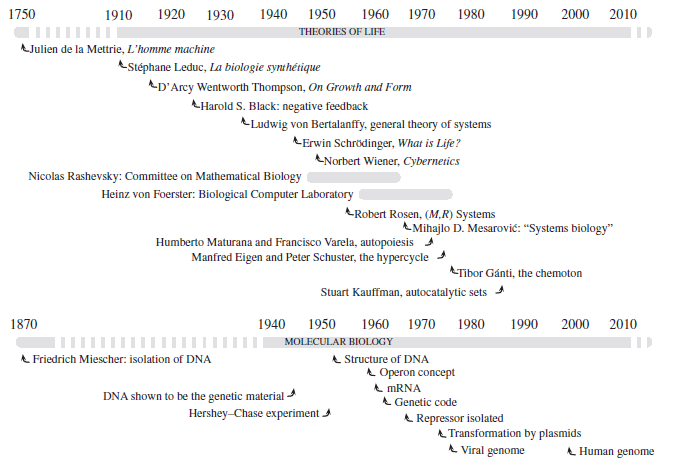 1750 1910 1920 1930 1940 1950 1960 1970 1980 1990 2000 2010
THEORIES OF LIFE
Julien de la Mettrie, L'homme machine
Stéphane Leduc, La biologie synthétique
D'Arcy Wentworth Thompson, On Growth and Form
Harold S. Black: negative feedback
Ludwig von Bertalanffy, general theory of systems
Erwin Schrödinger, What is Life?
Norbert Wiener, Cybernetics
Nicolas Rashevsky: Committee on Mathematical Biology
Heinz von Foerster: Biological Computer Laboratory
Robert Rosen, (M,R) Systems
Mihajlo D. Mesarović: “Systems biology”
Humberto Maturana and Francisco Varela, autopoiesis
Manfred Eigen and Peter Schuster, the hypercycle
Tibor Gánti, the chemoton
Stuart Kauffman, autocatalytic sets
1870 1940 1950 1960 1970 1980 1990 2000 2010
MOLECULAR BIOLOGY
Friedrich Miescher: isolation of DNA
Structure of DNA
Operon concept
mRNA
DNA shown to be the genetic material
Genetic code
Hershey–Chase experiment
Repressor isolated
Transformation by plasmids
Viral genome
Human genome